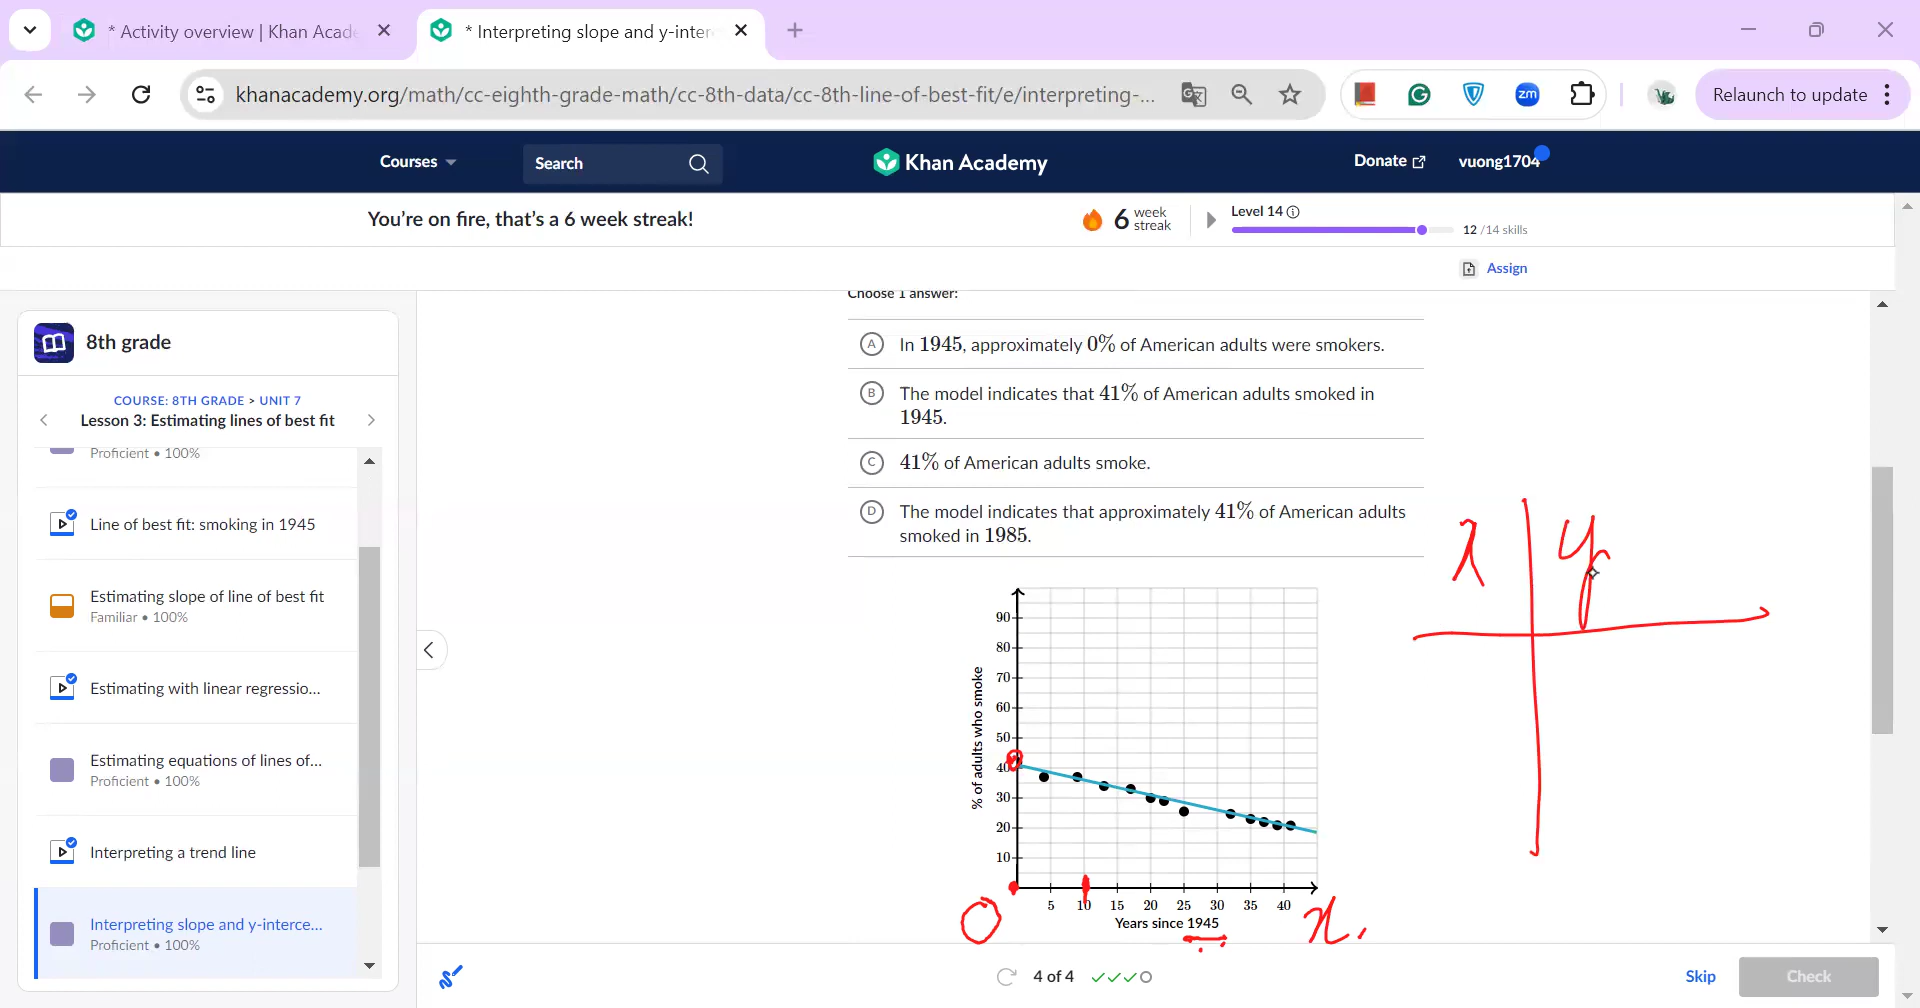 * Activity overview | Khan Acade
* Interpreting slope and y-inter
khanacademy.org/math/cc-eighth-grade-math/cc-8th-data/cc-8th-line-of-best-fit/e/interpreting-...
zm
Relaunch to update
Courses
Search
Khan Academy
Donate
vuong1704
You're on fire, that's a 6 week streak!
6 week streak
Level 14
12 /14 skills
Assign
8th grade
COURSE: 8TH GRADE > UNIT 7
Lesson 3: Estimating lines of best fit
Proficient • 100%
Line of best fit: smoking in 1945
Estimating slope of line of best fit
Familiar • 100%
Estimating with linear regressio...
Estimating equations of lines of...
Proficient • 100%
Interpreting a trend line
Interpreting slope and y-interce...
Proficient • 100%
Choose 1 answer:
A In 1945, approximately 0% of American adults were smokers.
B The model indicates that 41% of American adults smoked in
1945.
C 41% of American adults smoke.
D The model indicates that approximately 41% of American adults
smoked in 1985.
x y
% of adults who smoke
90
80
70
60
50
40
30
20
10
5 10 15 20 25 30 35 40
Years since 1945
0
x
4 of 4
Skip
Check